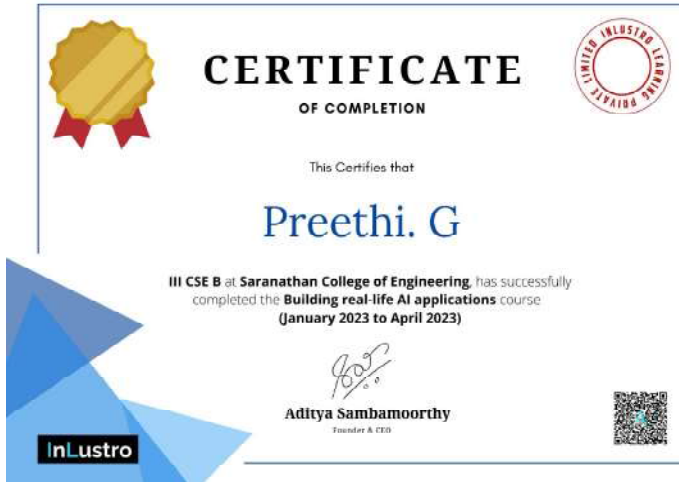 CERTIFICATE
OF COMPLETION
INLUSTRO LEARNING PRIVATE LIMITED
This Certifies that
Preethi. G
III CSE B at Saranathan College of Engineering, has successfully
completed the Building real-life AI applications course
(January 2023 to April 2023)
Aditya Sambamoorthy
Founder & CEO
InLustro